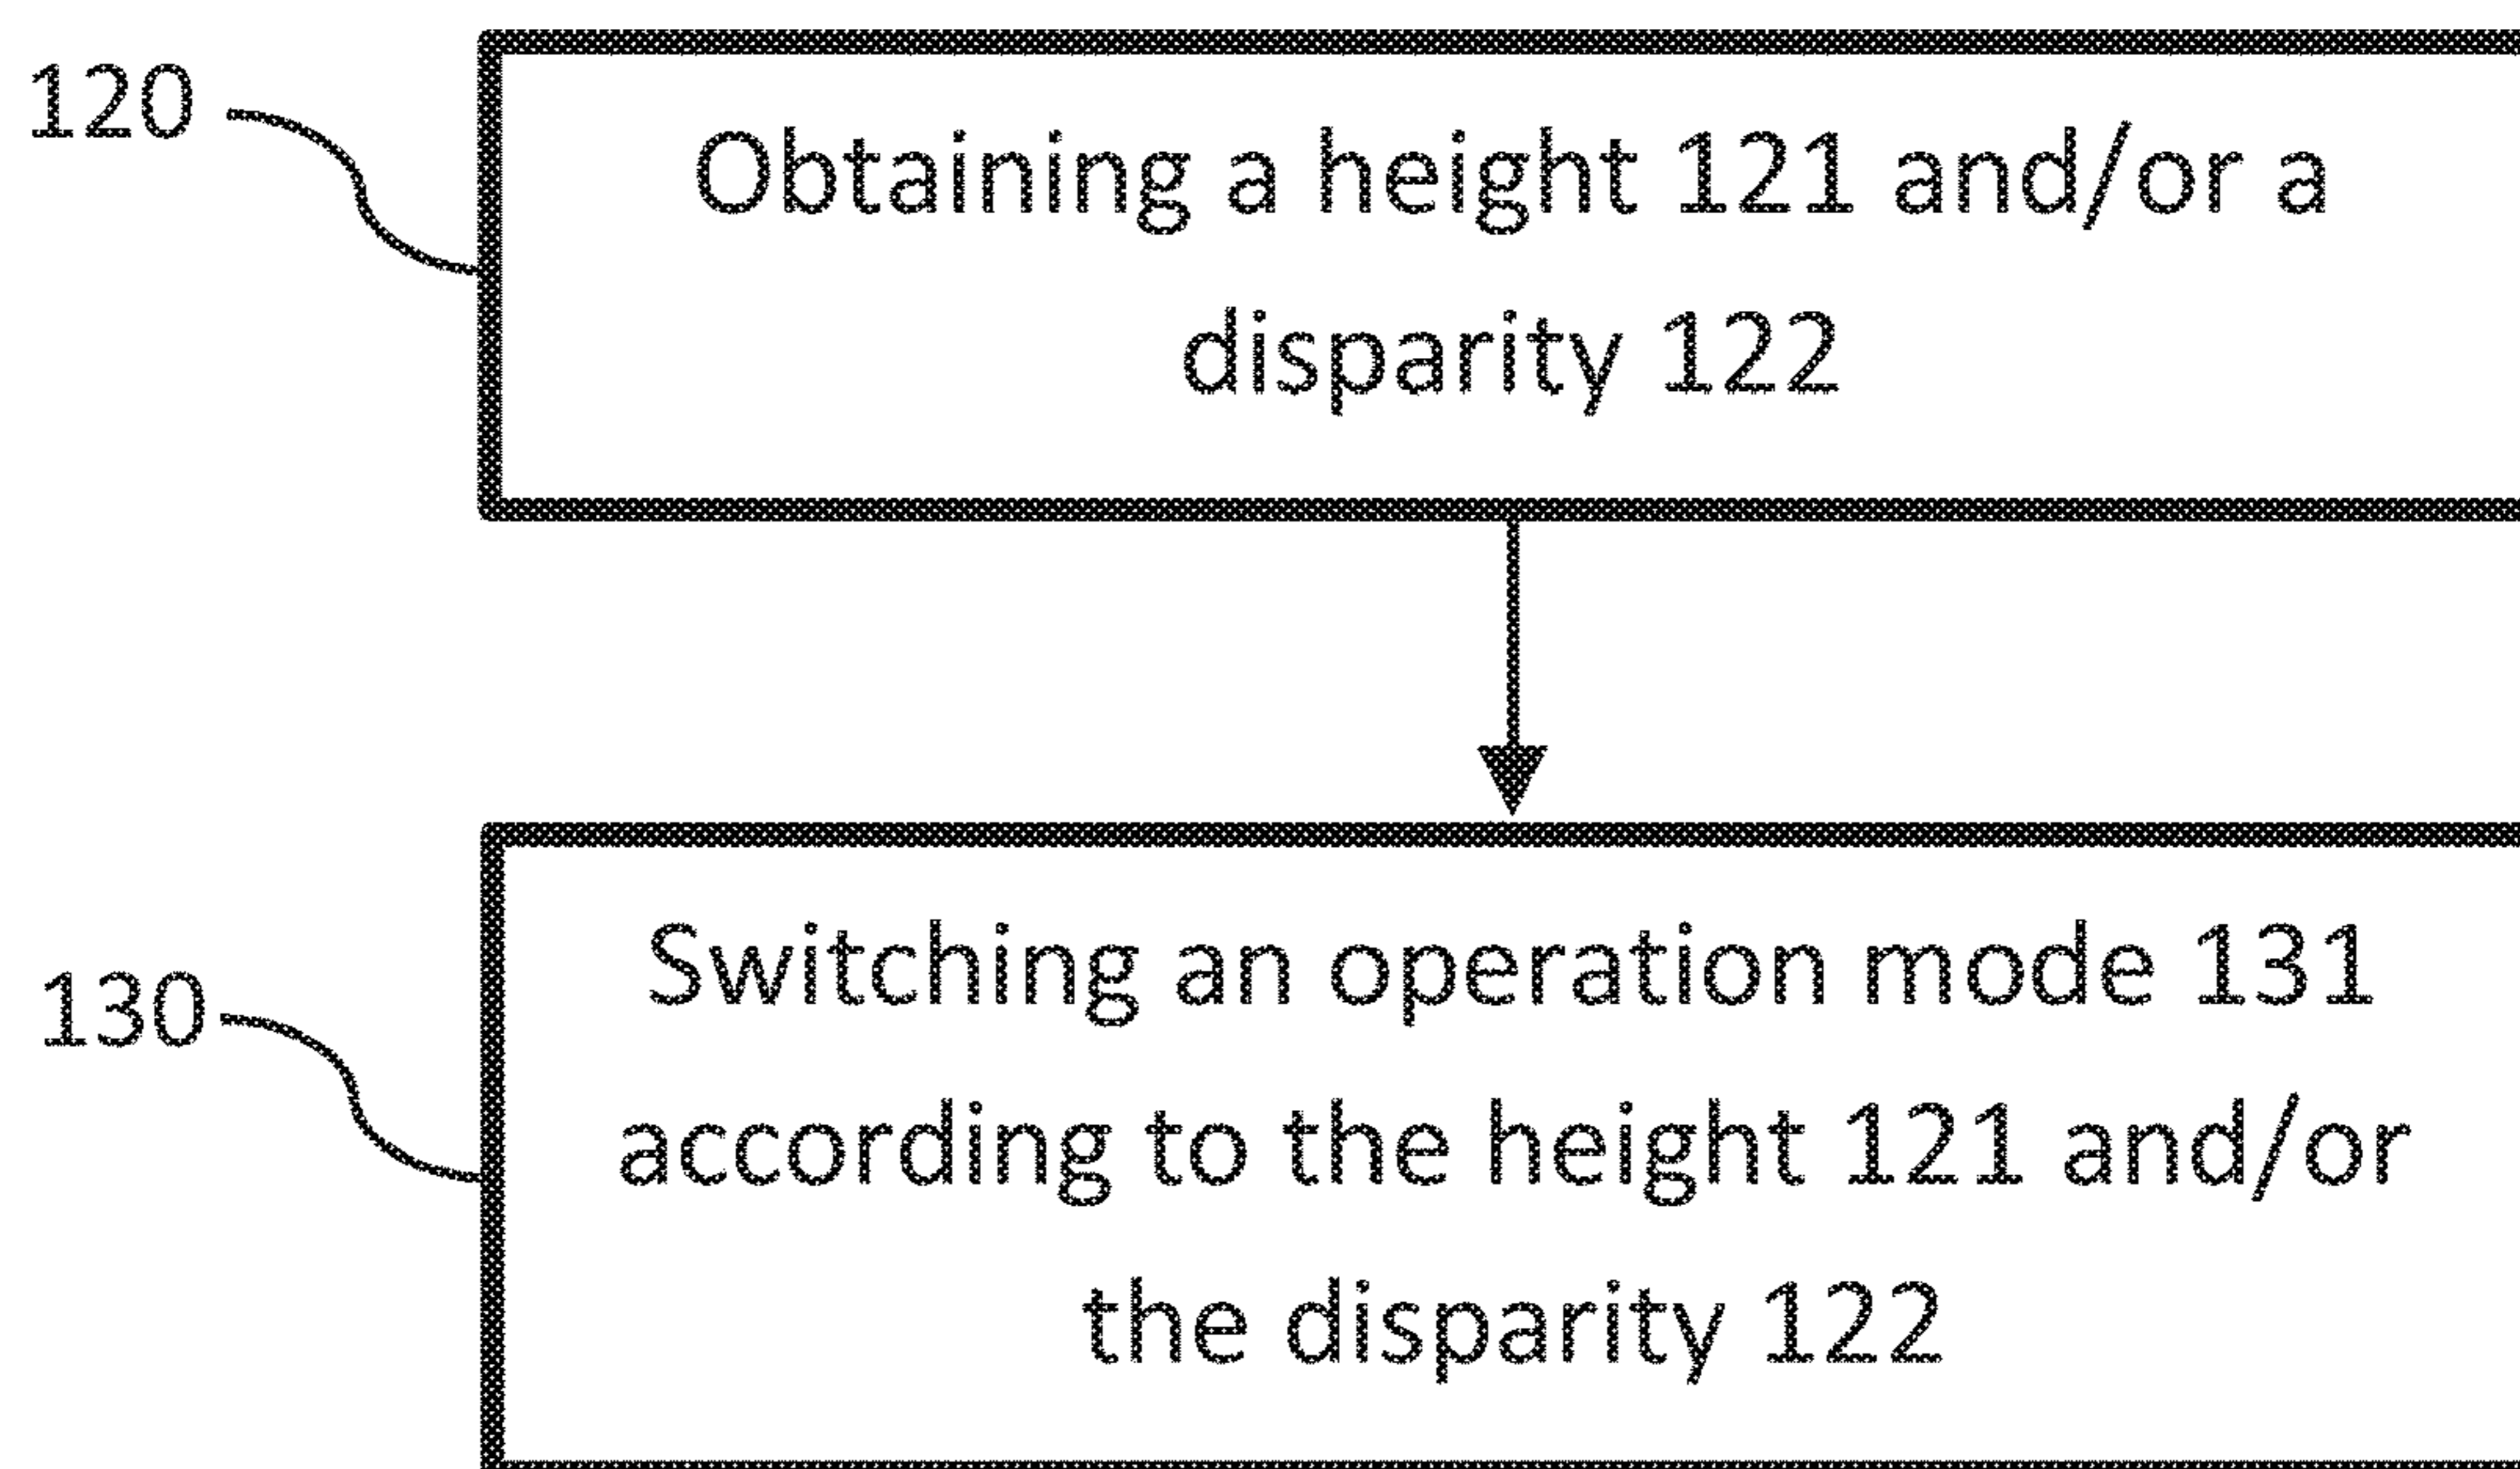 120
Obtaining a height 121 and/or a
disparity 122
130
Switching an operation mode 131
according to the height 121 and/or
the disparity 122